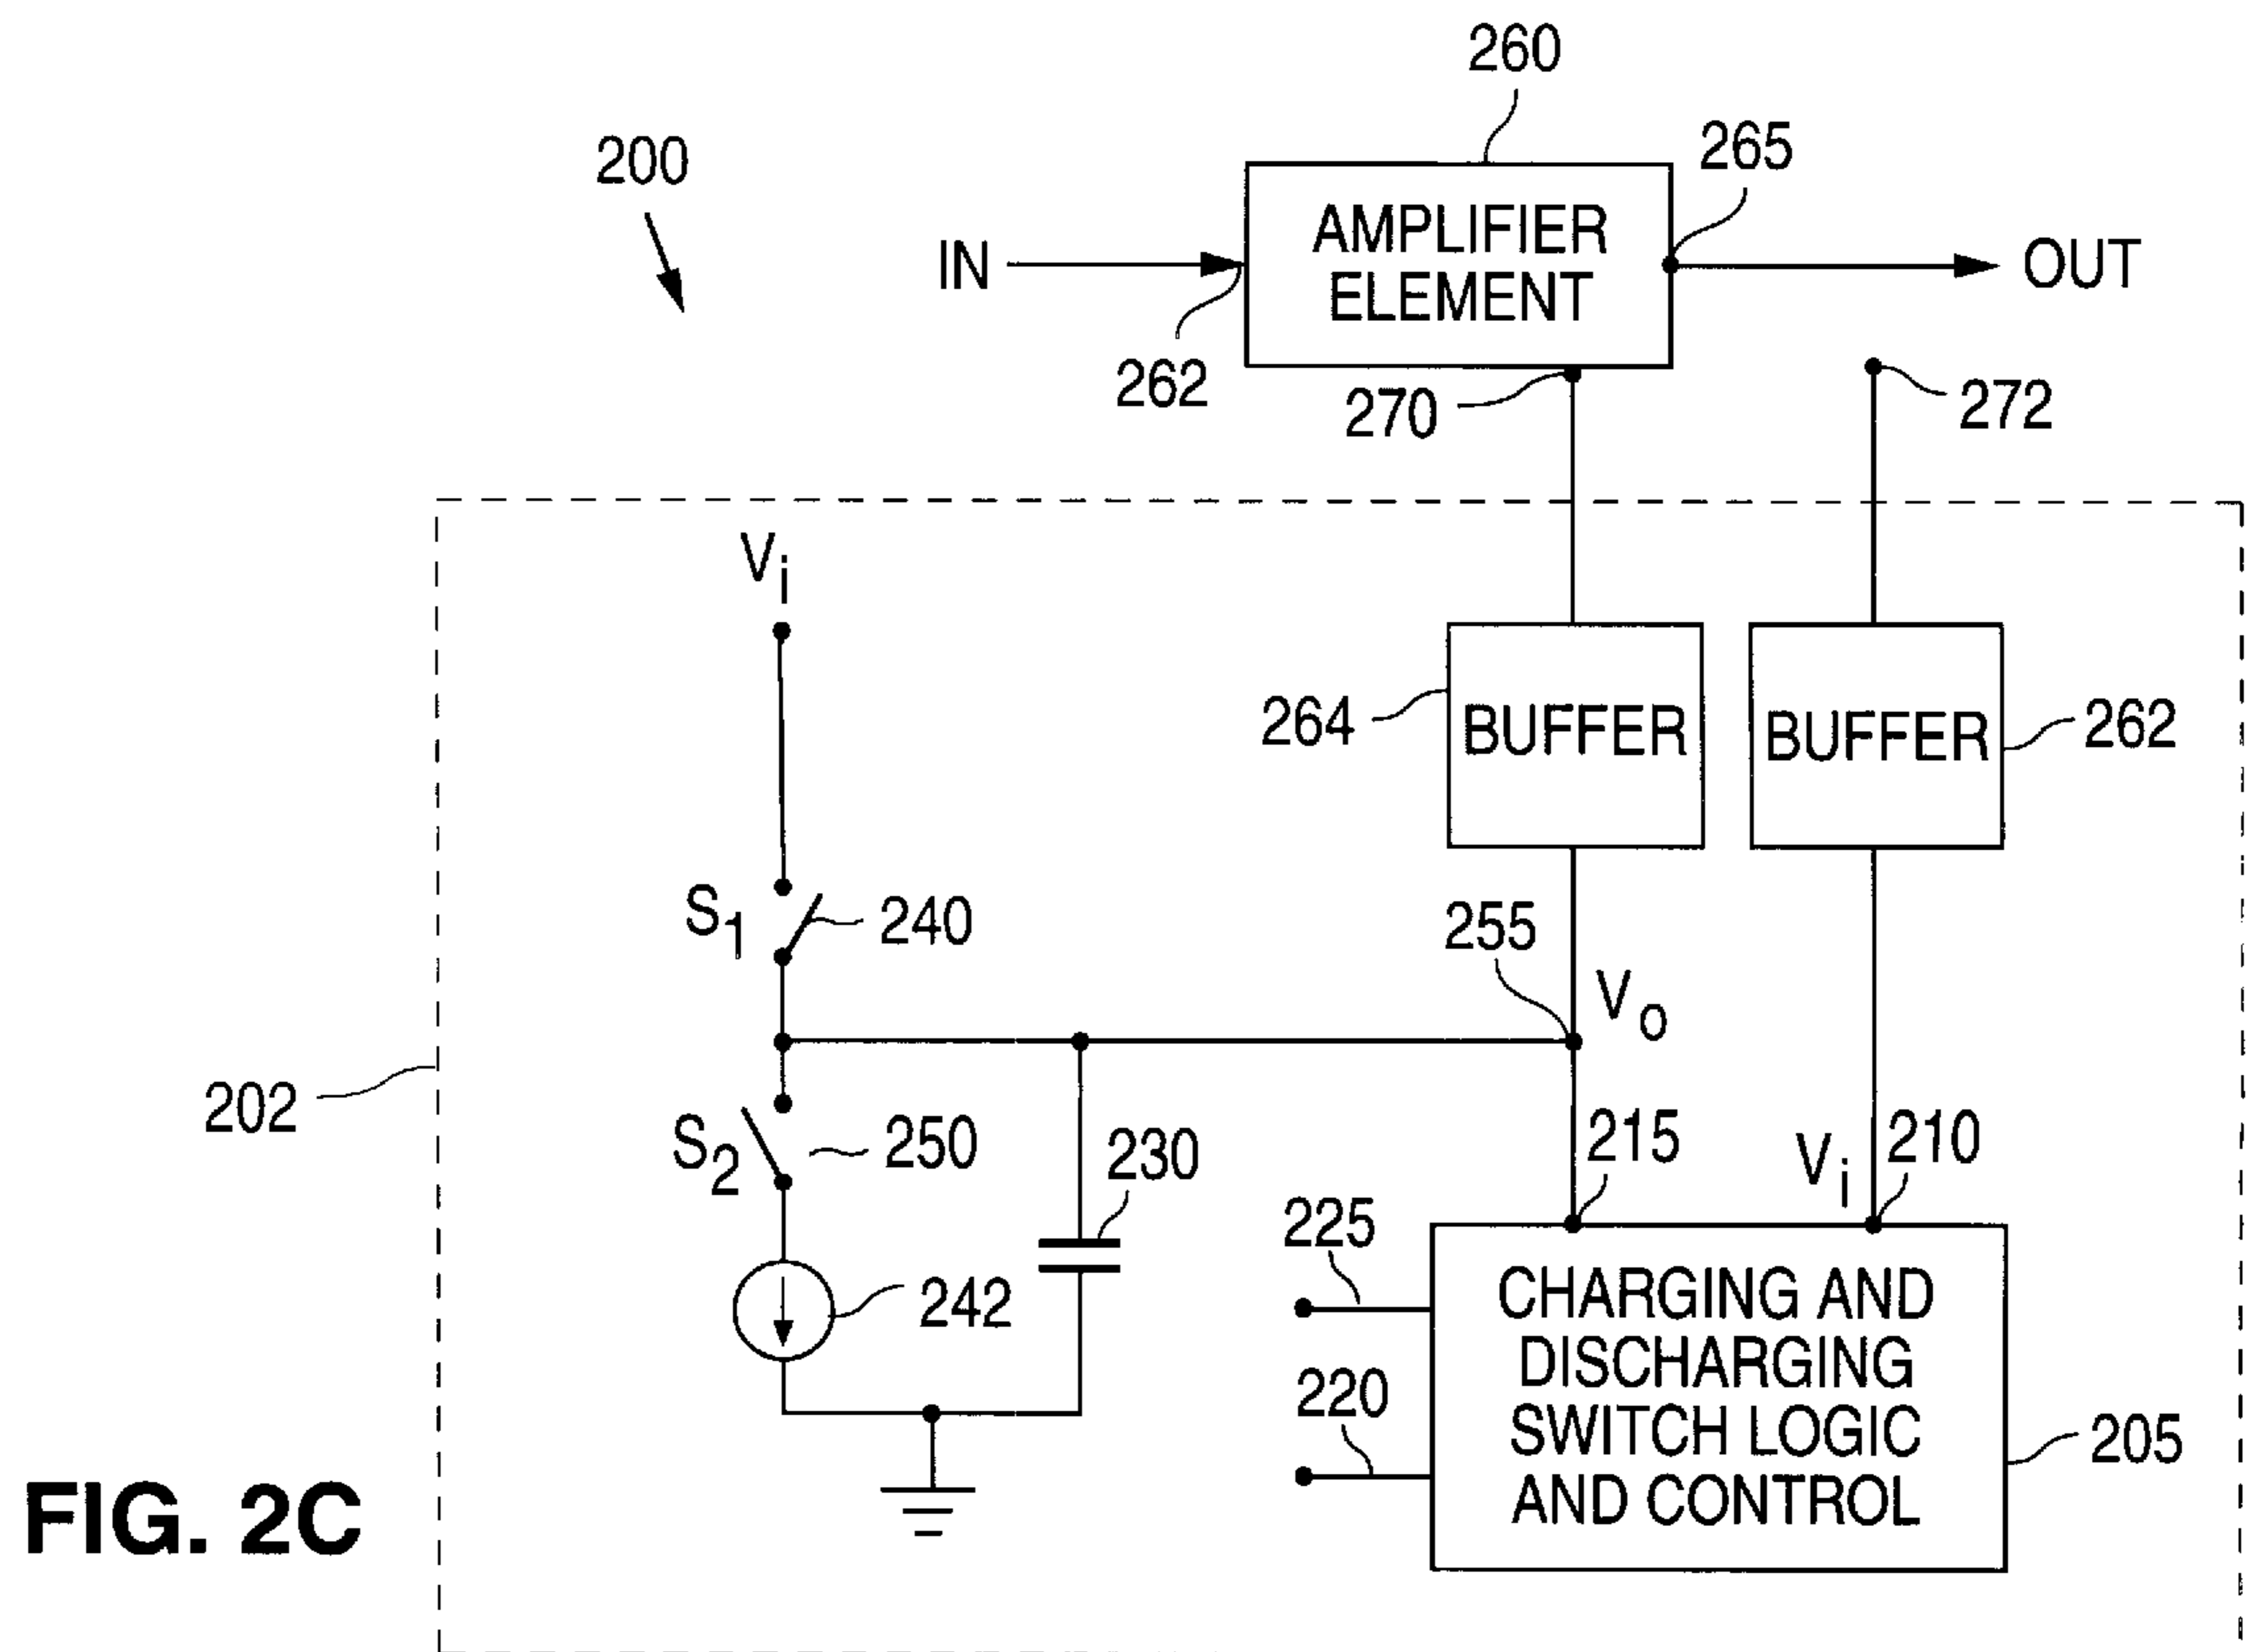 260
200
265
AMPLIFIER
ELEMENT
IN
OUT
262
270
272
Vi
264
BUFFER
BUFFER
262
S1
240
255
Vo
202
S2
250
230
215
Vi
210
225
242
CHARGING AND
DISCHARGING
SWITCH LOGIC
AND CONTROL
220
205
FIG. 2C